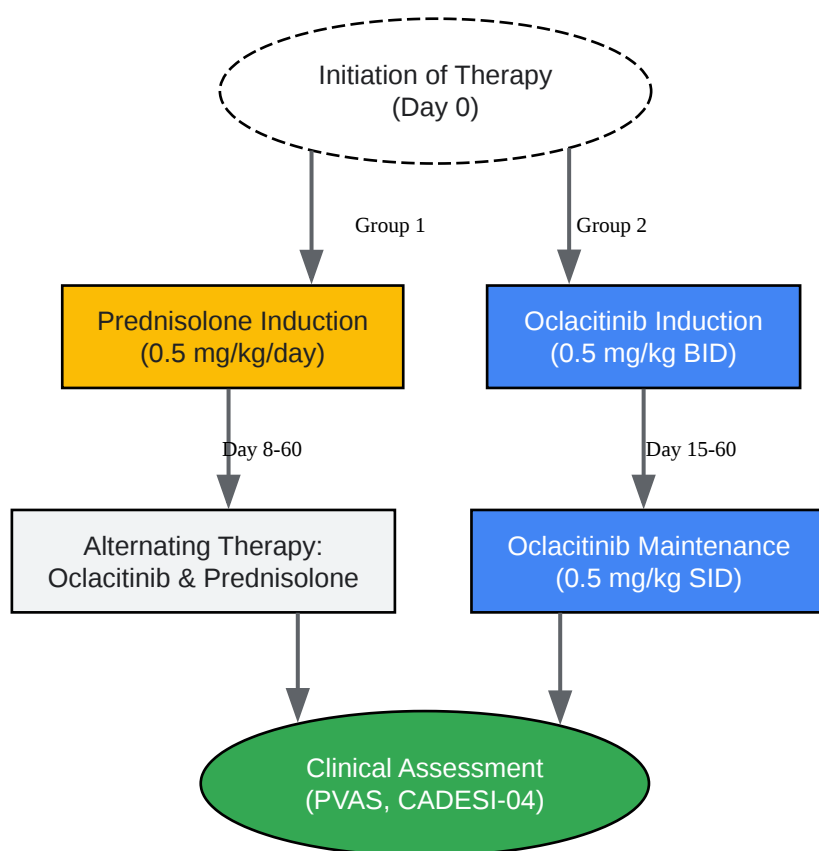 Initiation of Therapy
(Day 0)
Group 1
Group 2
Prednisolone Induction
(0.5 mg/kg/day)
Oclacitinib Induction
(0.5 mg/kg BID)
Day 8-60
Day 15-60
Alternating Therapy:
Oclacitinib & Prednisolone
Oclacitinib Maintenance
(0.5 mg/kg SID)
Clinical Assessment
(PVAS, CADESI-04)